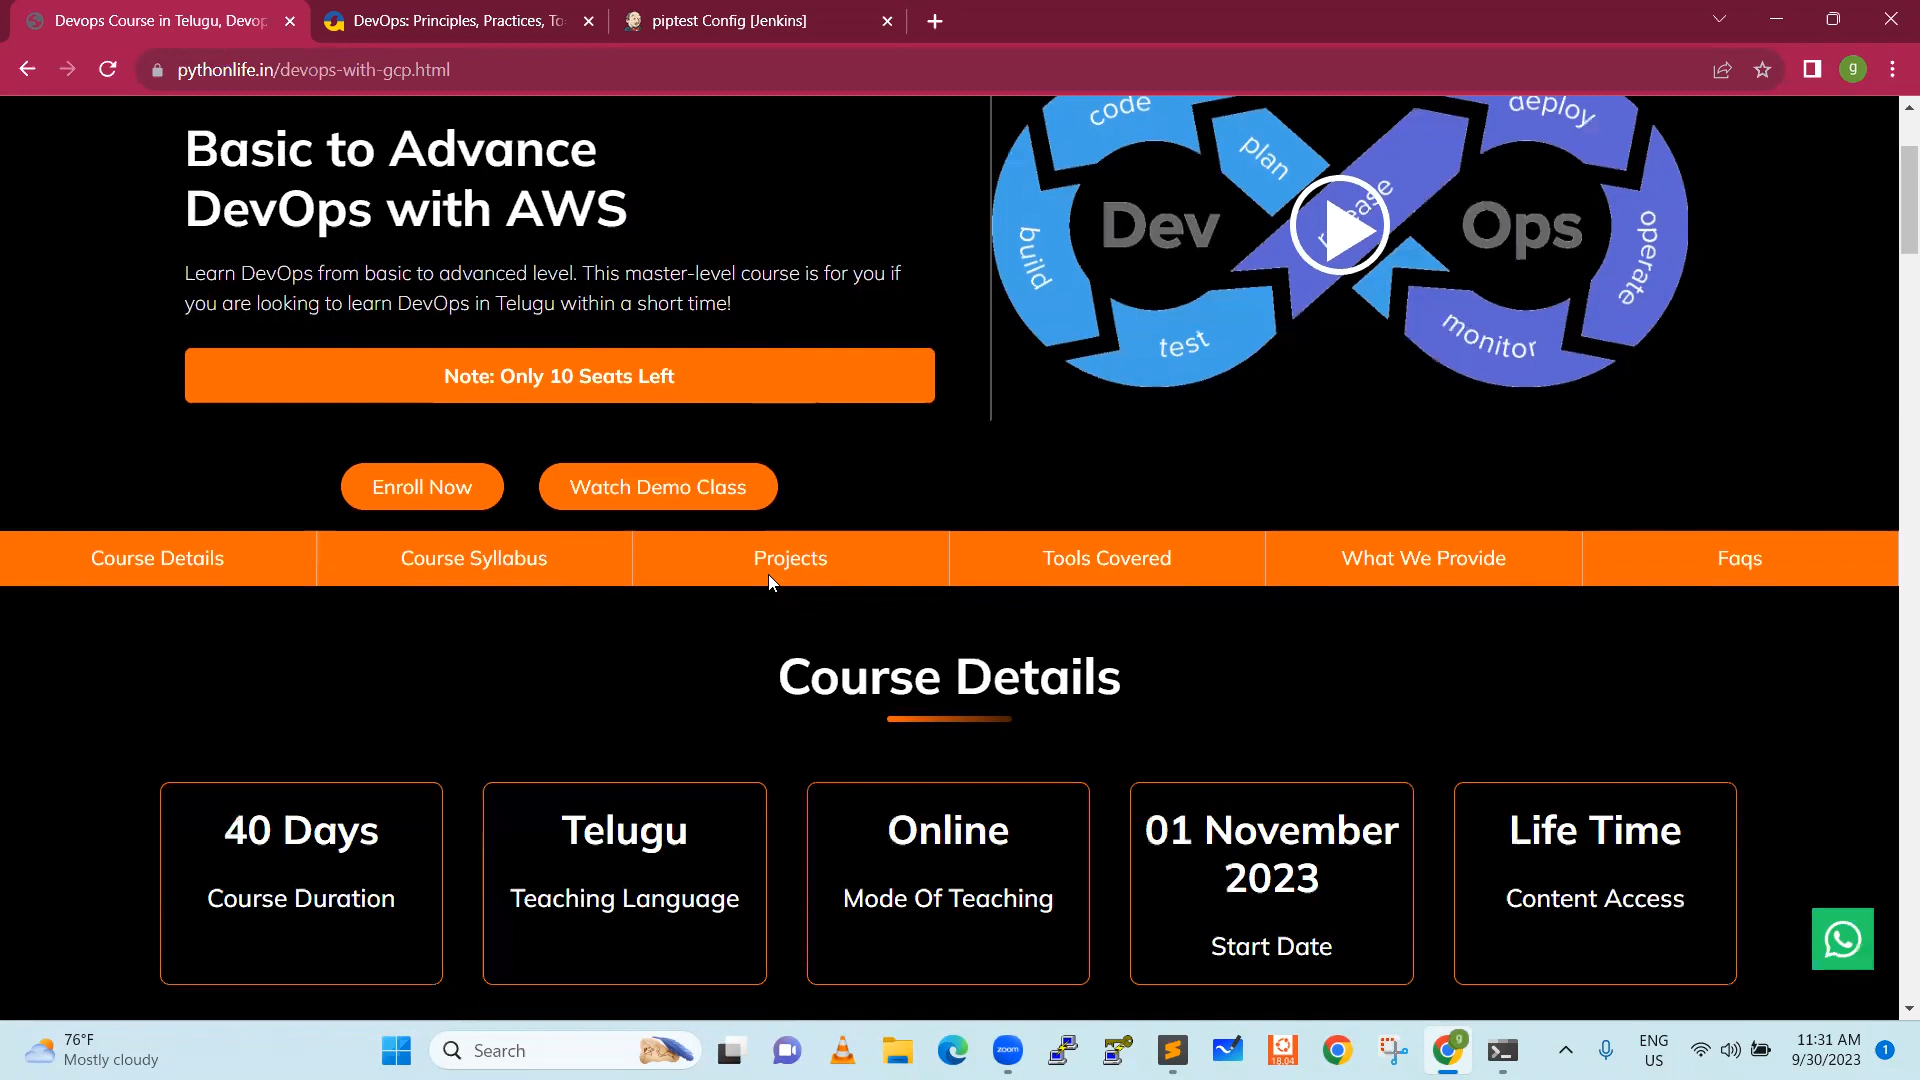 Devops Course in Telugu, Devop
DevOps: Principles, Practices, To
piptest Config [Jenkins]
pythonlife.in/devops-with-gcp.html
g
Basic to Advance
DevOps with AWS
Learn DevOps from basic to advanced level. This master-level course is for you if
you are looking to learn DevOps in Telugu within a short time!
Note: Only 10 Seats Left
Enroll Now
Watch Demo Class
code
plan
build
test
Dev
release
deploy
Ops
operate
monitor
Course Details
Course Syllabus
Projects
Tools Covered
What We Provide
Faqs
Course Details
40 Days
Course Duration
Telugu
Teaching Language
Online
Mode Of Teaching
01 November
2023
Start Date
Life Time
Content Access
76°F
Mostly cloudy
Search
zoom
18.04
g
ENG
US
11:31 AM
9/30/2023
1